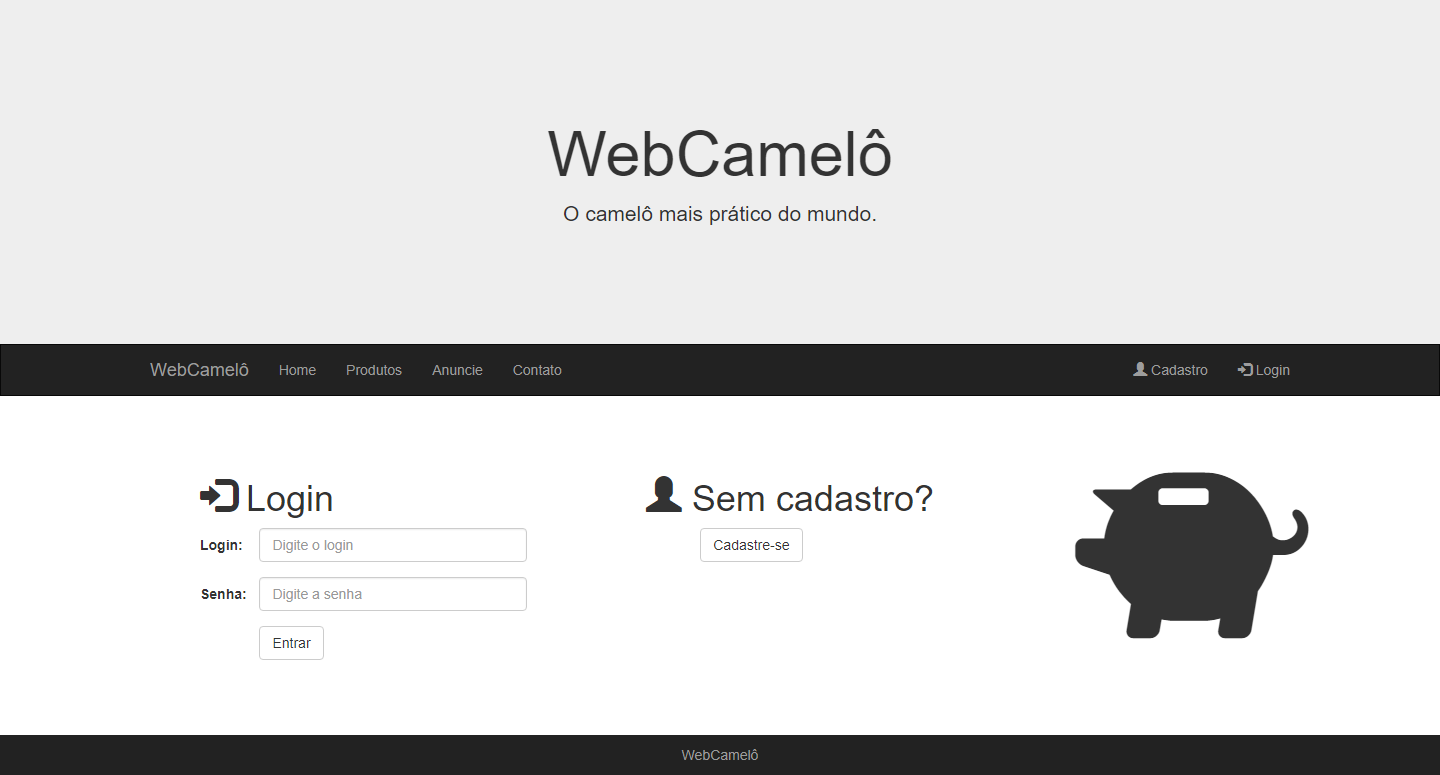 WebCamelô
O camelô mais prático do mundo.
WebCamelô Home Produtos Anuncie Contato Cadastro Login
Login
Login: Digite o login
Senha: Digite a senha
Entrar
Sem cadastro?
Cadastre-se
WebCamelô